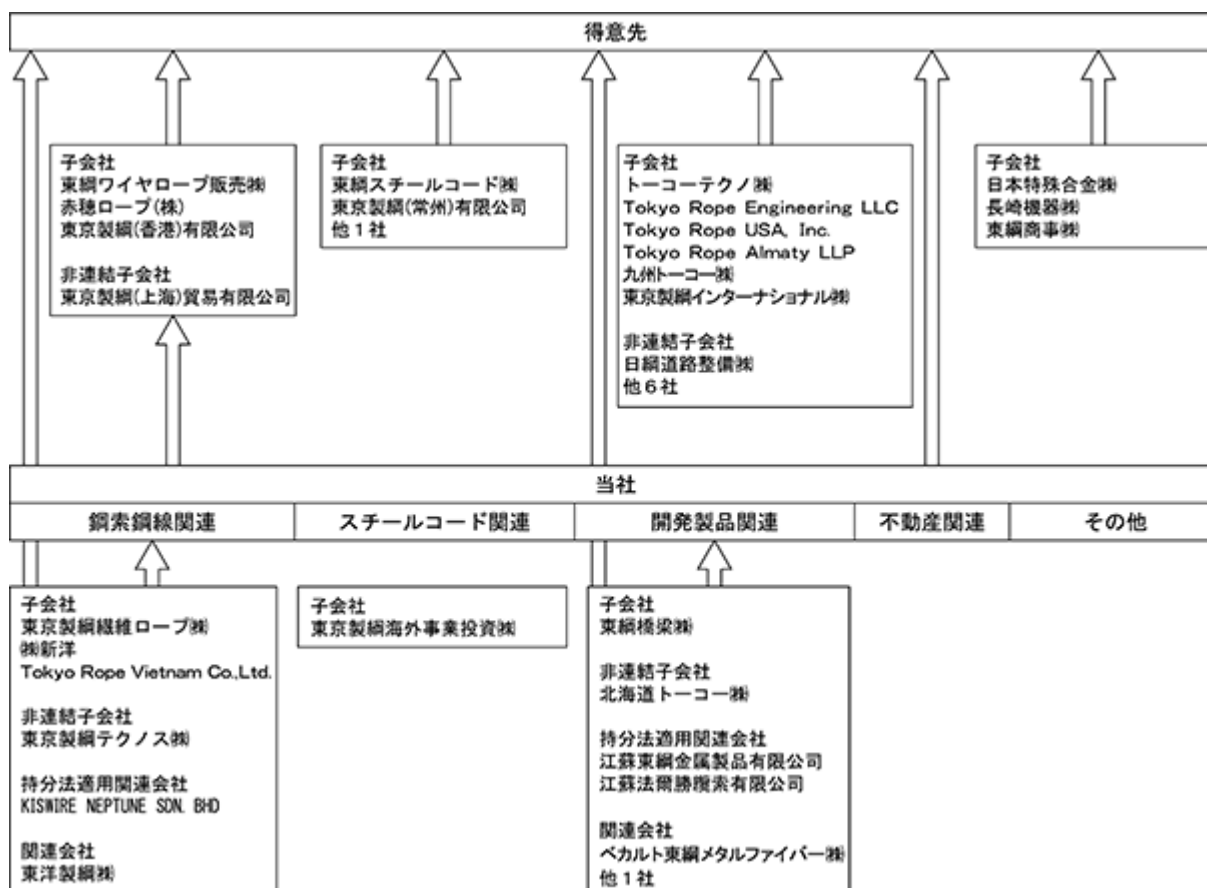 得意先
子会社
東綱ワイヤロープ販売㈱
赤穂ロープ(株)
東京製綱(香港)有限公司
非連結子会社
東京製綱(上海)貿易有限公司
子会社
東綱スチールコード㈱
東京製綱(常州)有限公司
他1社
子会社
トーコーテクノ㈱
Tokyo Rope Engineering LLC
Tokyo Rope USA, Inc.
Tokyo Rope Almaty LLP
九州トーコー㈱
東京製綱インターナショナル㈱
非連結子会社
日綱道路整備㈱
他6社
子会社
日本特殊合金㈱
長崎機器㈱
東綱商事㈱
当社
鋼索鋼線関連
スチールコード関連
開発製品関連
不動産関連
その他
子会社
東京製綱繊維ロープ㈱
㈱新洋
Tokyo Rope Vietnam Co.,Ltd.
非連結子会社
東京製綱テクノス㈱
持分法適用関連会社
KISWIRE NEPTUNE SDN. BHD
関連会社
東洋製綱㈱
子会社
東京製綱海外事業投資㈱
子会社
東綱橋梁㈱
非連結子会社
北海道トーコー㈱
持分法適用関連会社
江蘇東綱金属製品有限公司
江蘇法爾勝纜索有限公司
関連会社
ベカルト東綱メタルファイバー㈱
他1社